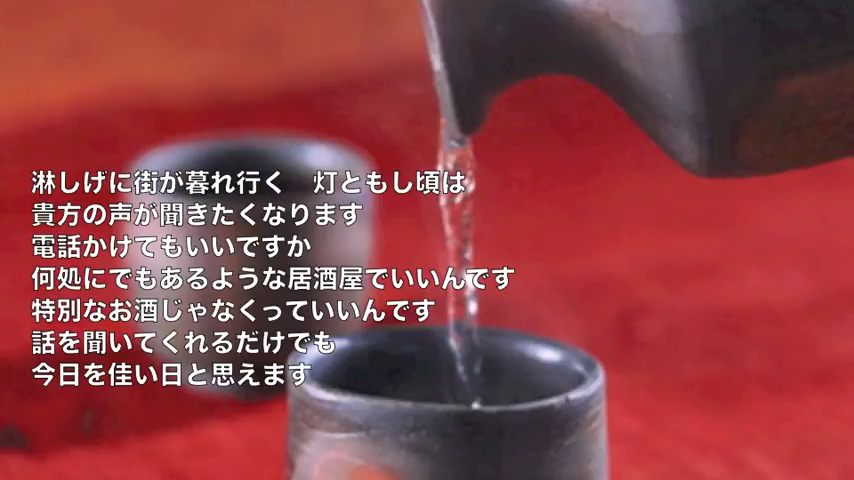 淋しげに街が暮れ行く　灯ともし頃は
貴方の声が聞きたくなります
電話かけてもいいですか
何処にでもあるような居酒屋でいいんです
特別なお酒じゃなくっていいんです
話を聞いてくれるだけでも
今日を佳い日と思えます